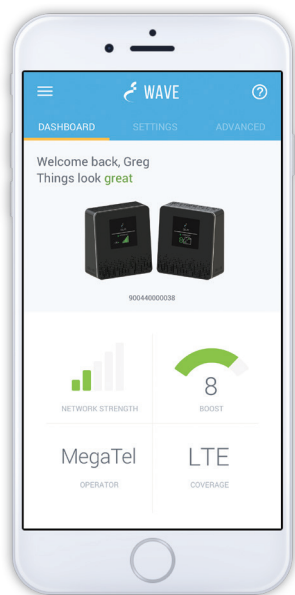 WAVE
DASHBOARD SETTINGS ADVANCED
Welcome back, Greg
Things look great
900440000038
NETWORK STRENGTH
8
BOOST
MegaTel
OPERATOR
LTE
COVERAGE